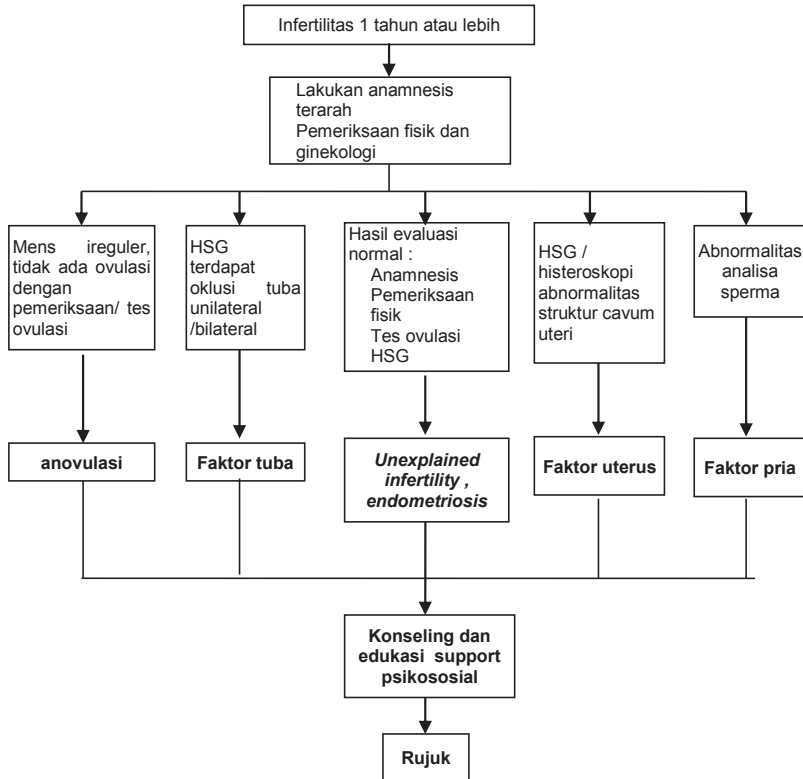 Infertilitas 1 tahun atau lebih
Lakukan anamnesis
terarah
Pemeriksaan fisik dan
ginekologi
Mens ireguler,
tidak ada ovulasi
dengan
pemeriksaan/ tes
ovulasi
HSG
terdapat
oklusi tuba
unilateral
/bilateral
Hasil evaluasi
normal :
Anamnesis
Pemeriksaan
fisik
Tes ovulasi
HSG
HSG /
histeroskopi
abnormalitas
struktur cavum
uteri
Abnormalitas
analisa
sperma
anovulasi
Faktor tuba
Unexplained
infertility ,
endometriosis
Faktor uterus
Faktor pria
Konseling dan
edukasi support
psikososial
Rujuk